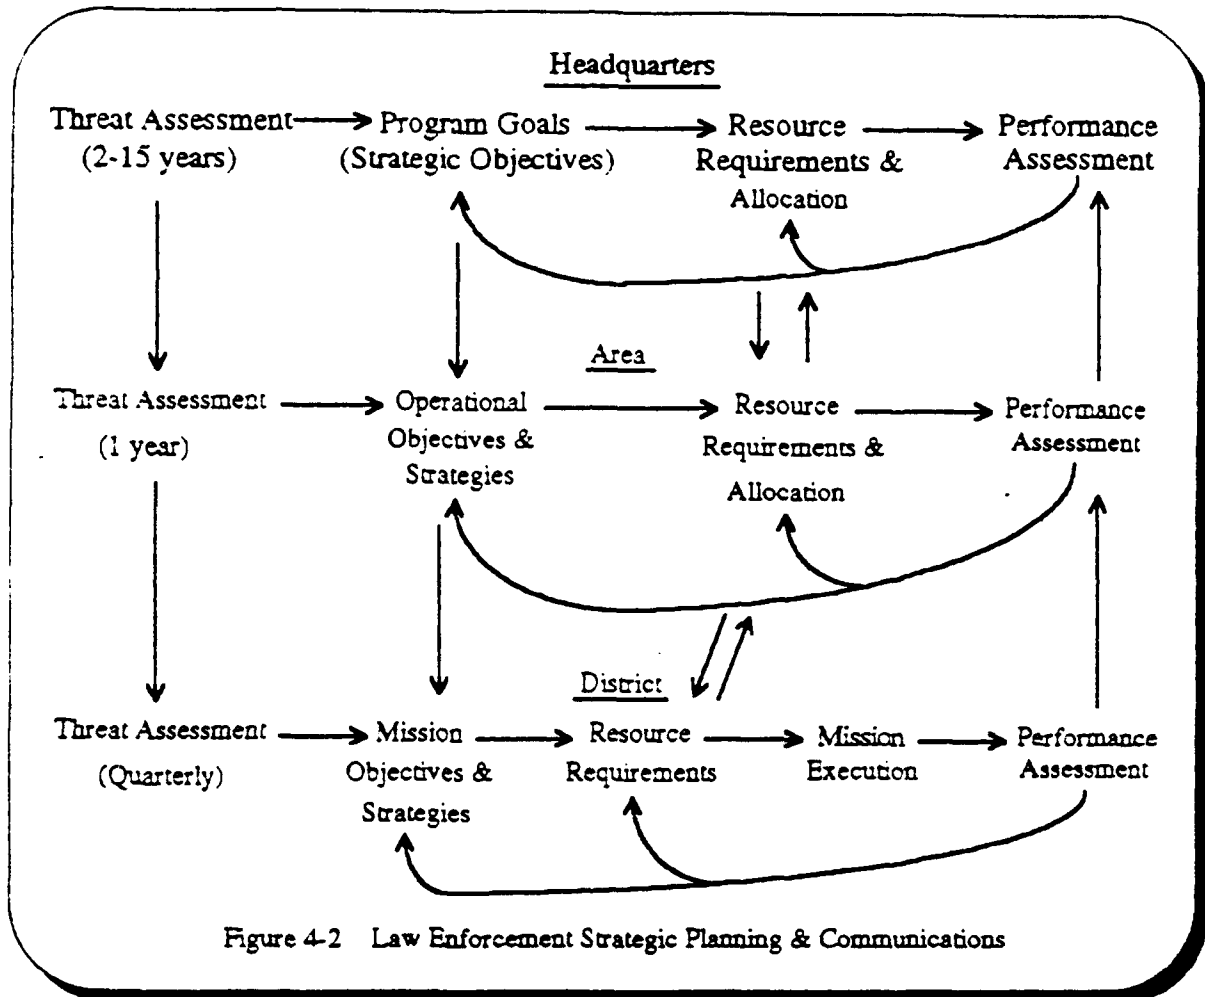 Headquarters
Threat Assessment
(2-15 years)
Program Goals
(Strategic Objectives)
Resource
Requirements &
Allocation
Performance
Assessment
Area
Threat Assessment
(1 year)
Operational
Objectives &
Strategies
Resource
Requirements &
Allocation
Performance
Assessment
District
Threat Assessment
(Quarterly)
Mission
Objectives &
Strategies
Resource
Requirements
Mission
Execution
Performance
Assessment
Figure 4-2 Law Enforcement Strategic Planning & Communications